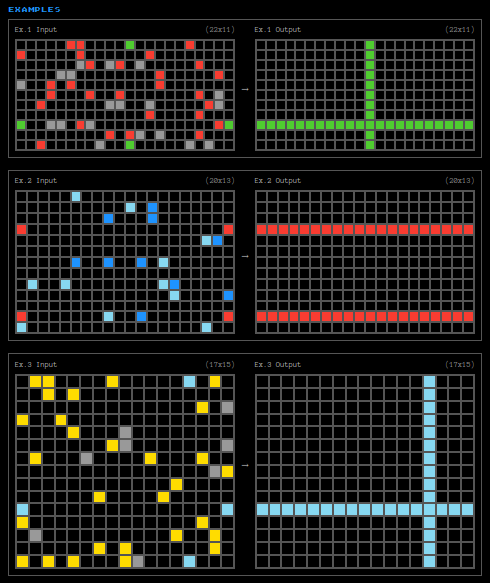 EXAMPLES
Ex.1 Input (22x11) Ex.1 Output (22x11)
→
Ex.2 Input (20x13) Ex.2 Output (20x13)
→
Ex.3 Input (17x15) Ex.3 Output (17x15)
→